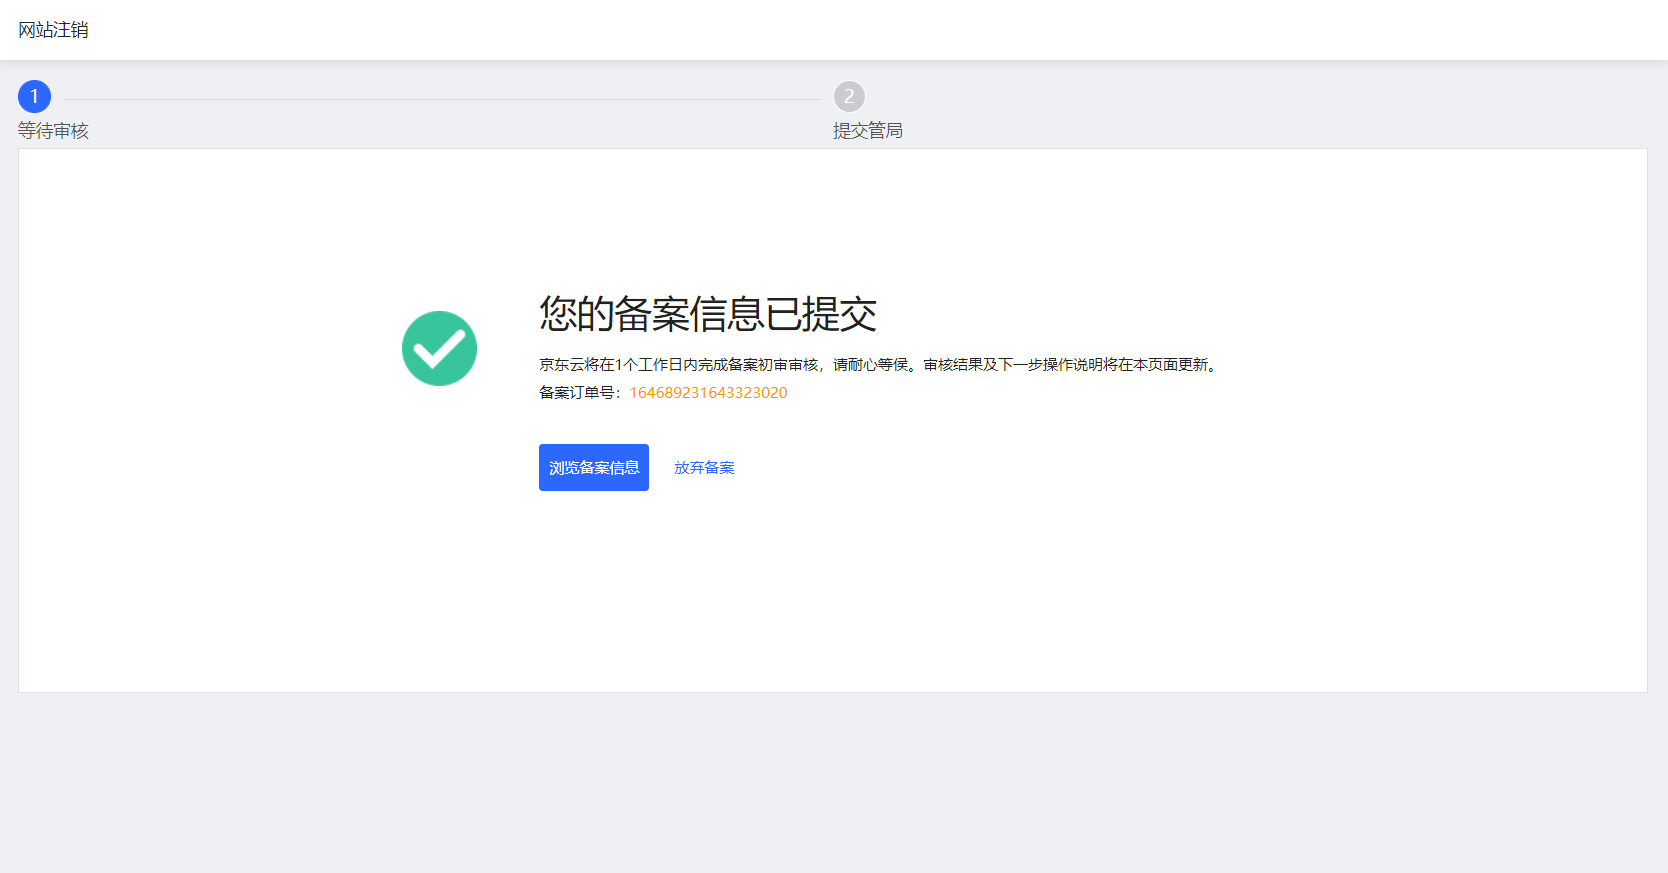 网站注销
1
2
等待审核
提交管局
您的备案信息已提交
京东云将在1个工作日内完成备案初审审核，请耐心等侯。审核结果及下一步操作说明将在本页面更新。
备案订单号：164689231643323020
浏览备案信息
放弃备案